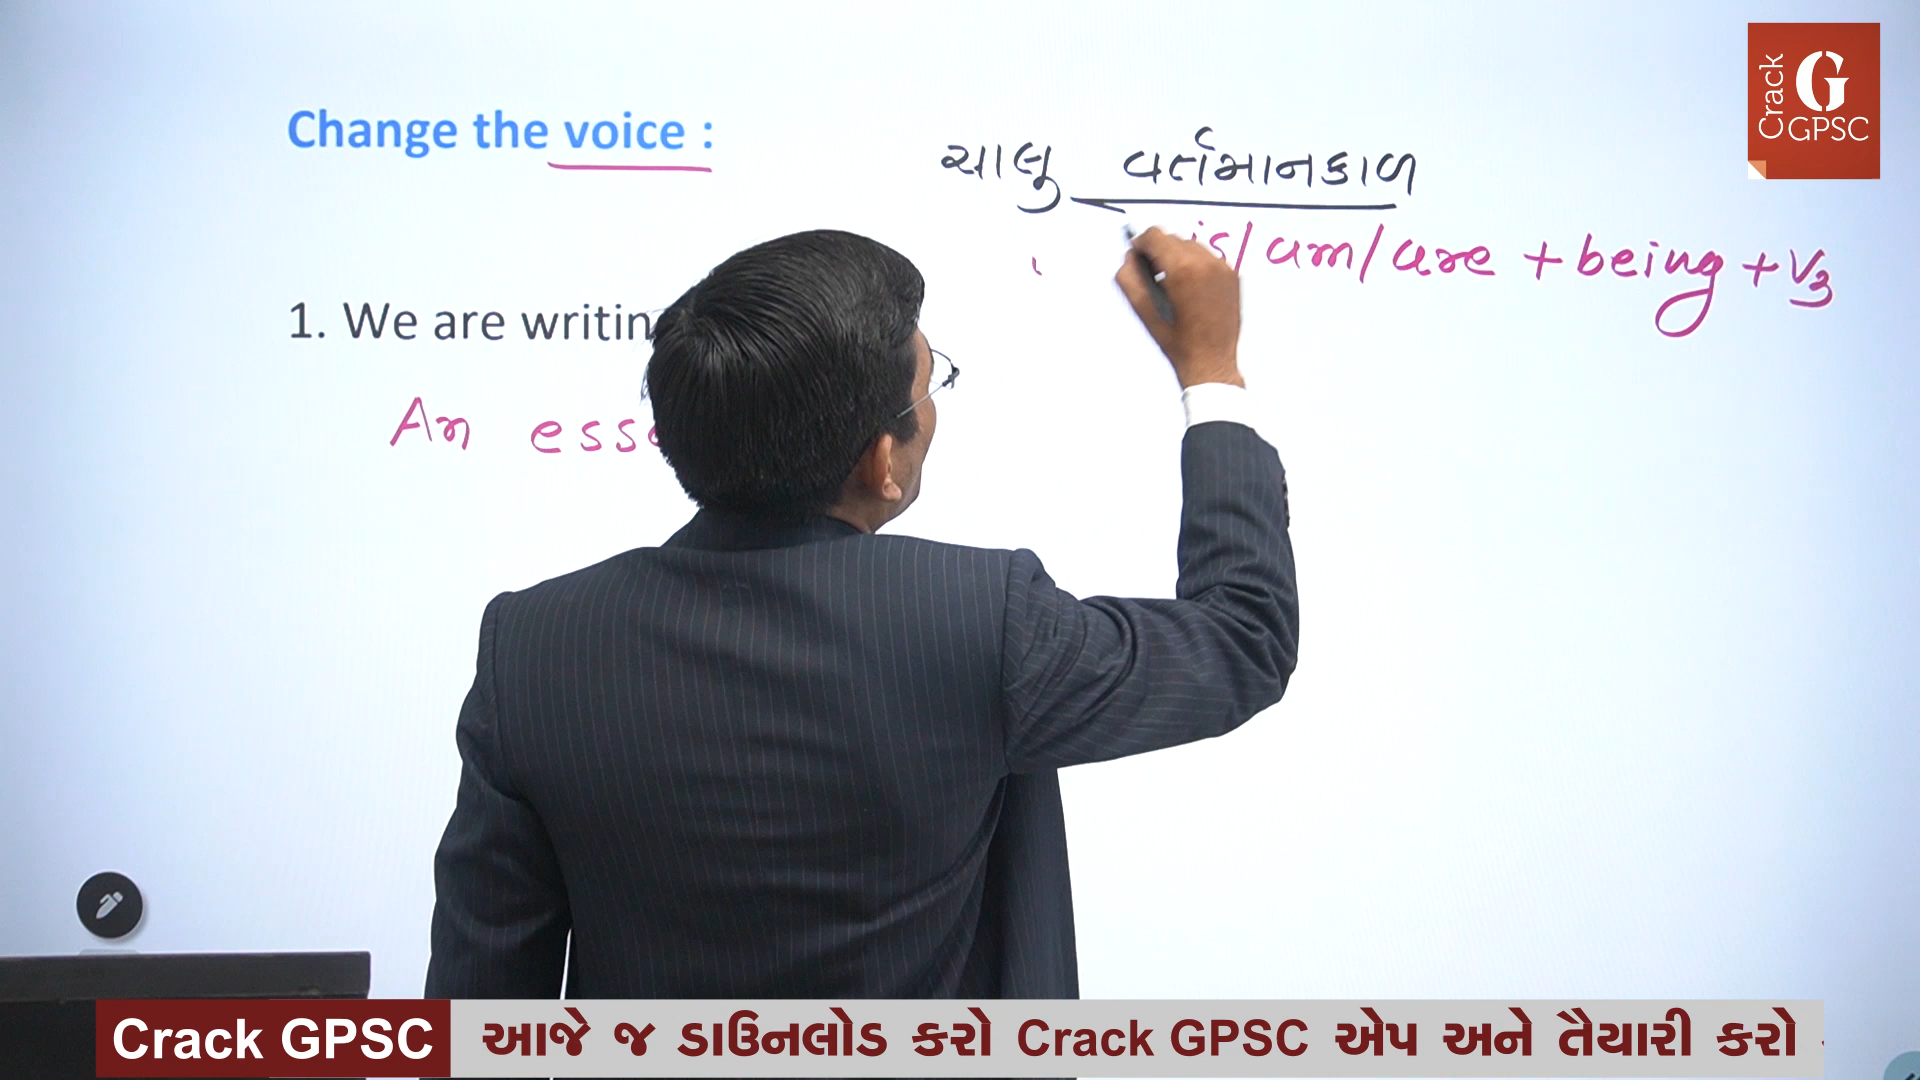 Crack
G
GPSC
Change the voice :
ચાલુ વર્તમાનકાળ
is/am/are + being + V3
1. We are writin
An ess
Crack GPSC આજે જ ડાઉનલોડ કરો Crack GPSC એપ અને તૈયારી કરો